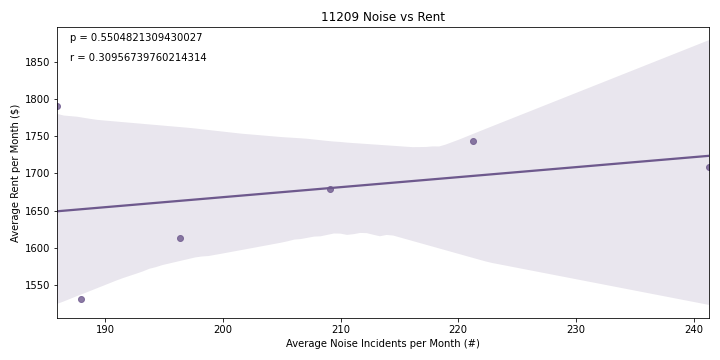 11209 Noise vs Rent
p = 0.5504821309430027
r = 0.30956739760214314
1850
1800
1750
1700
1650
1600
1550
Average Rent per Month ($)
190 200 210 220 230 240
Average Noise Incidents per Month (#)